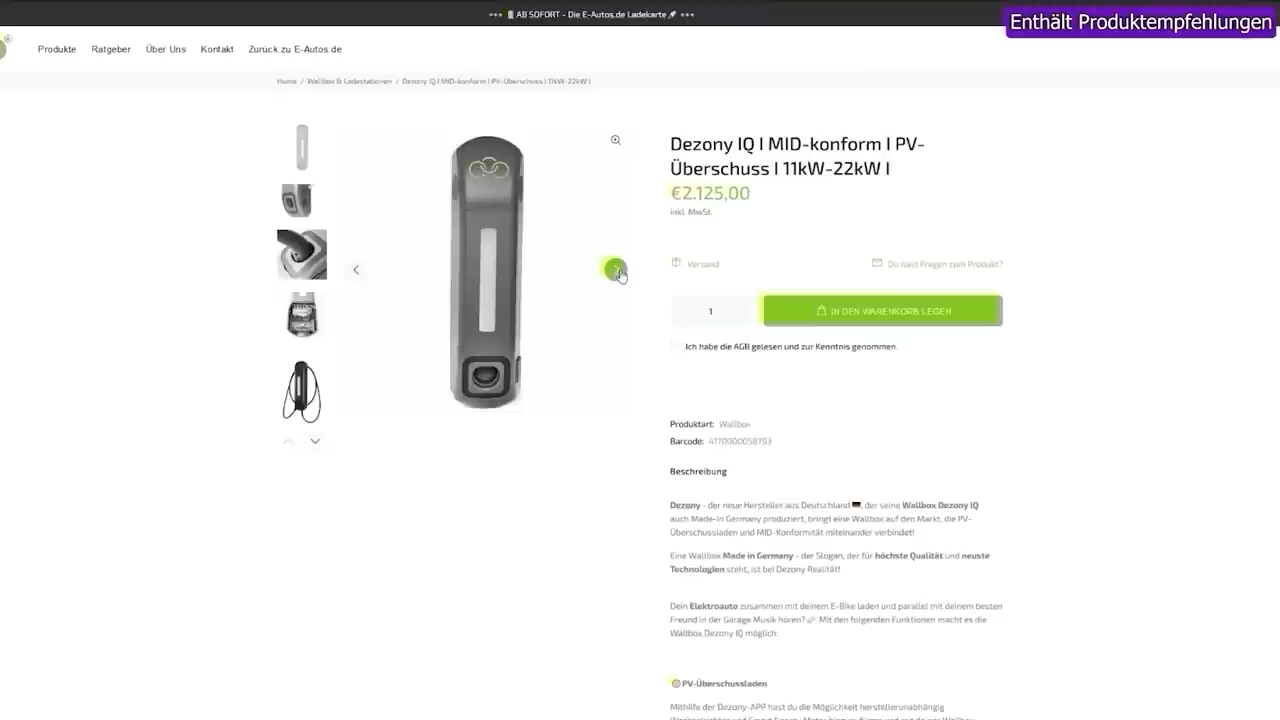 +++ 🔋 AB SOFORT - Die E-Autos.de Ladekarte 🚀 +++
Enthält Produktempfehlungen
Produkte Ratgeber Über Uns Kontakt Zurück zu E-Autos.de
Home / Wallbox & Ladestationen / Dezony IQ I MID-konform I PV-Überschuss I 11kW-22kW I
Dezony IQ I MID-konform I PV-
Überschuss I 11kW-22kW I
€2.125,00
inkl. MwSt.
Versand Du hast Fragen zum Produkt?
1 IN DEN WARENKORB LEGEN
Ich habe die AGB gelesen und zur Kenntnis genommen.
Produktart: Wallbox
Barcode: 4170000058793
Beschreibung
Dezony - der neue Hersteller aus Deutschland 🇩🇪, der seine Wallbox Dezony IQ
auch Made-in Germany produziert, bringt eine Wallbox auf den Markt, die PV-
Überschussladen und MID-Konformität miteinander verbindet!
Eine Wallbox Made in Germany - der Slogan, der für höchste Qualität und neuste
Technologien steht, ist bei Dezony Realität!
Dein Elektroauto zusammen mit deinem E-Bike laden und parallel mit deinem besten
Freund in der Garage Musik hören? Mit den folgenden Funktionen macht es die
Wallbox Dezony IQ möglich:
PV-Überschussladen
Mithilfe der Dezony-APP hast du die Möglichkeit herstellerunabhängig